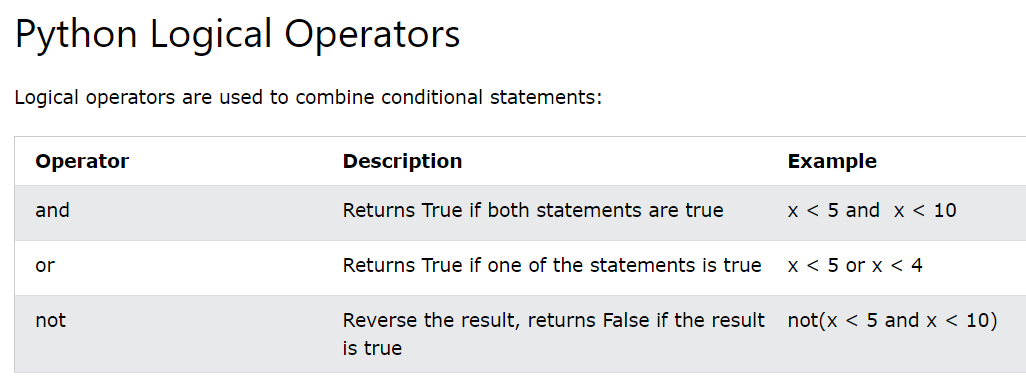 Python Logical Operators
Logical operators are used to combine conditional statements:
Operator Description Example
and Returns True if both statements are true x < 5 and  x < 10
or Returns True if one of the statements is true x < 5 or x < 4
not Reverse the result, returns False if the result not(x < 5 and x < 10)
is true